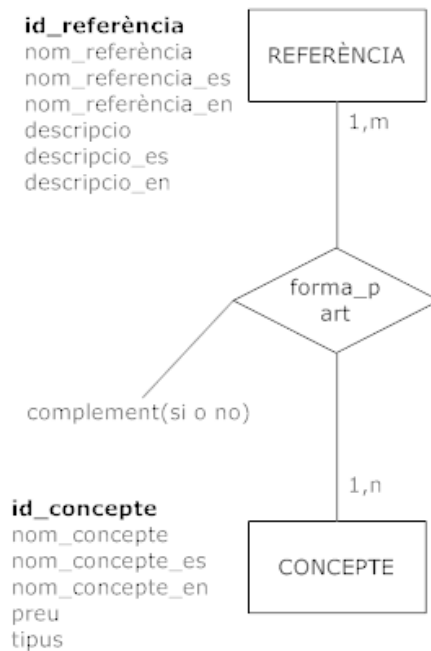 id_referència
nom_referència
nom_referencia_es
nom_referència_en
descripcio
descripcio_es
descripcio_en
REFERÈNCIA
1,m
forma_p
art
complement(si o no)
1,n
id_concepte
nom_concepte
nom_concepte_es
nom_concepte_en
preu
tipus
CONCEPTE